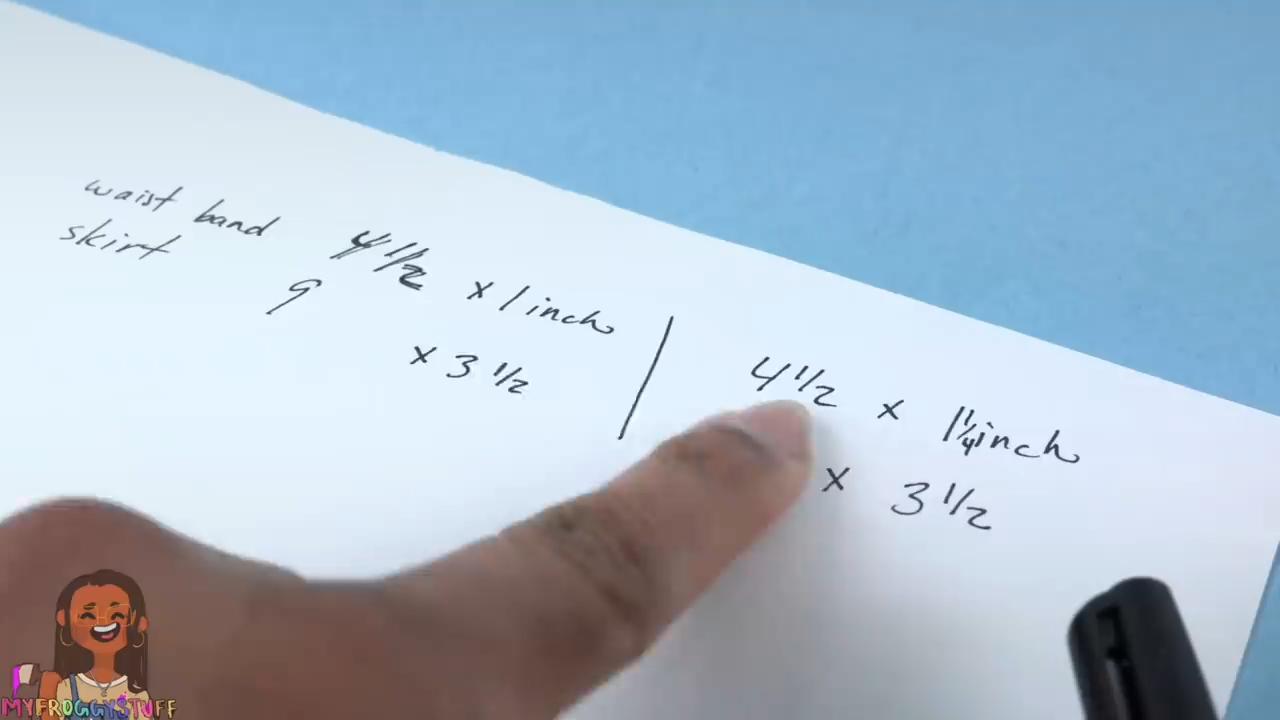 waist band 4 1/2 x 1 inch
skirt 9 x 3 1/2
4 1/2 x 1 1/4 inch
x 3 1/2
MYFROGGYSTUFF